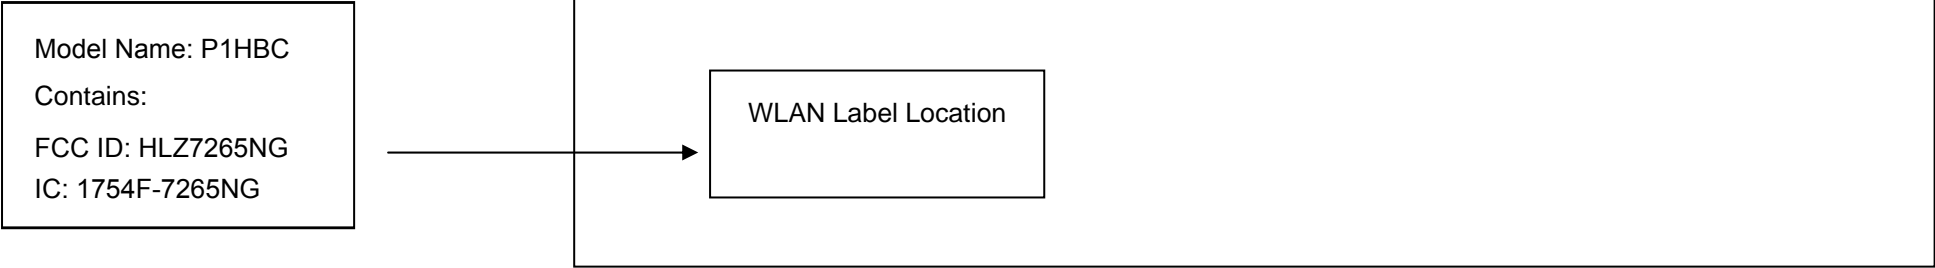 Model Name: P1HBC
Contains:
FCC ID: HLZ7265NG
IC: 1754F-7265NG
WLAN Label Location